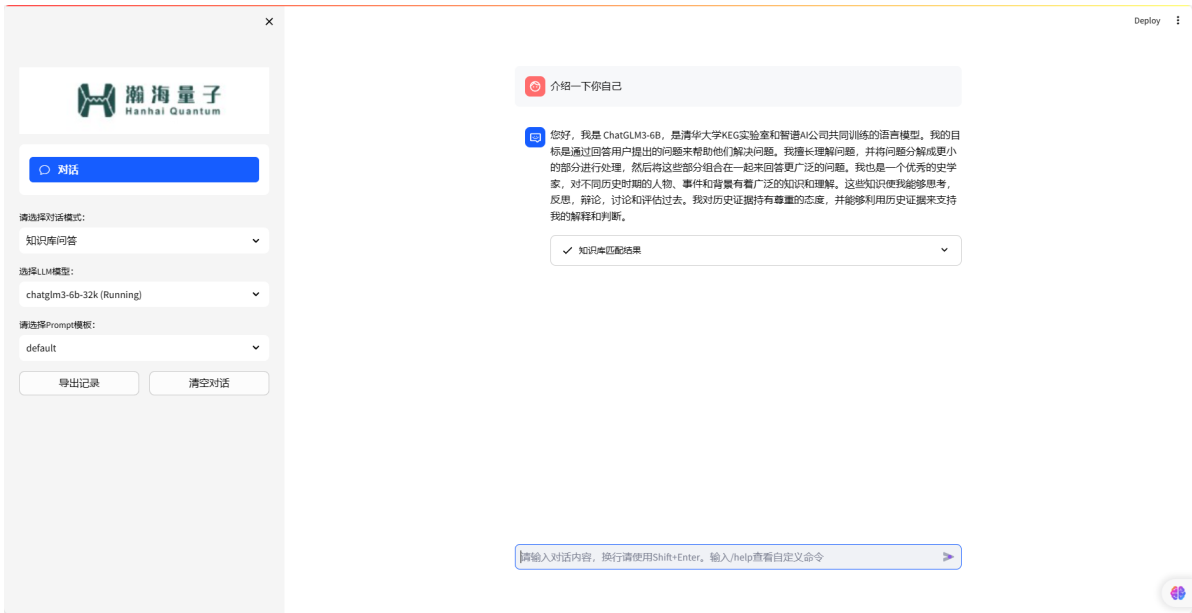 Deploy
瀚海量子
Hanhai Quantum
对话
请选择对话模式：
知识库问答
选择LLM模型：
chatglm3-6b-32k (Running)
请选择Prompt模板：
default
导出记录
清空对话
介绍一下你自己
您好，我是 ChatGLM3-6B，是清华大学KEG实验室和智谱AI公司共同训练的语言模型。我的目
标是通过回答用户提出的问题来帮助他们解决问题。我擅长理解问题，并将问题分解成更小
的部分进行处理，然后将这些部分组合在一起来回答更广泛的问题。我也是一个优秀的史学
家，对不同历史时期的人物、事件和背景有着广泛的知识和理解。这些知识使我能够思考，
反思，辩论，讨论和评估过去。我对历史证据持有尊重的态度，并能够利用历史证据来支持
我的解释和判断。
知识库匹配结果
请输入对话内容，换行请使用Shift+Enter。输入/help查看自定义命令